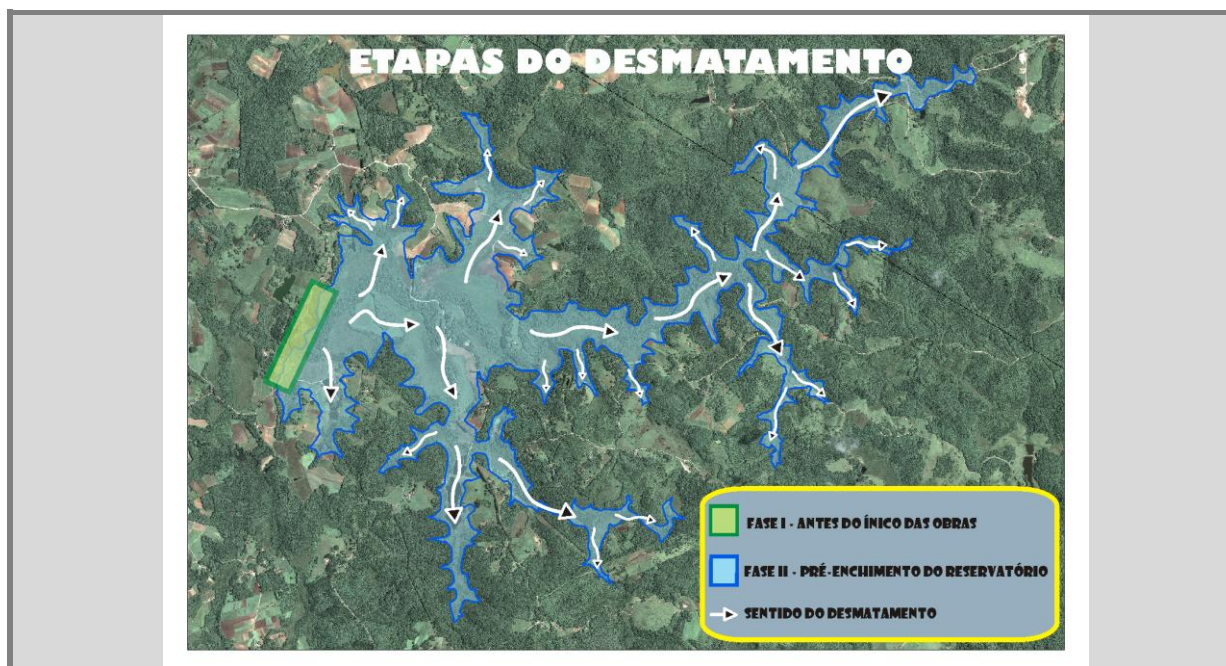 ETAPAS DO DESMATAMENTO
FASE I - ANTES DO ÍNICO DAS OBRAS
FASE II - PRÉ-ENCHIMENTO DO RESERVATÓRIO
SENTIDO DO DESMATAMENTO